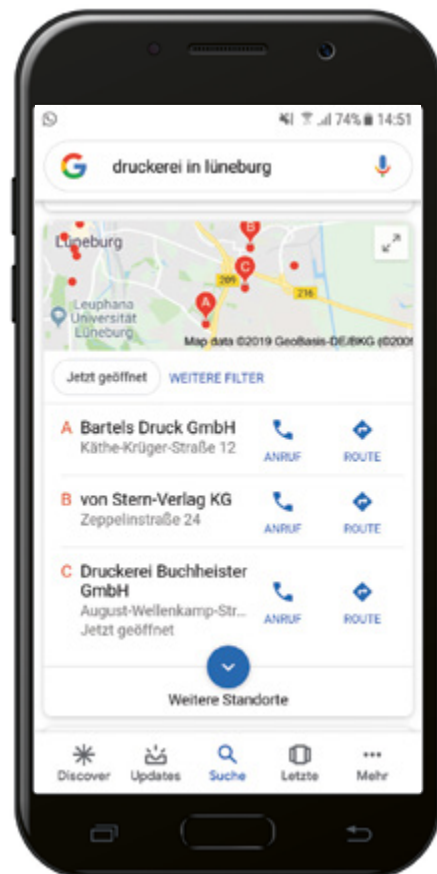 74% 14:51
druckerei in lüneburg
Lüneburg
B
C
209
216
A
Leuphana
Universität
Lüneburg
Map data ©2019 GeoBasis-DE/BKG (©2009
Jetzt geöffnet WEITERE FILTER
A Bartels Druck GmbH
Käthe-Krüger-Straße 12
ANRUF ROUTE
B von Stern-Verlag KG
Zeppelinstraße 24
ANRUF ROUTE
C Druckerei Buchheister
GmbH
August-Wellenkamp-Str...
Jetzt geöffnet
ANRUF ROUTE
Weitere Standorte
Discover Updates Suche Letzte Mehr